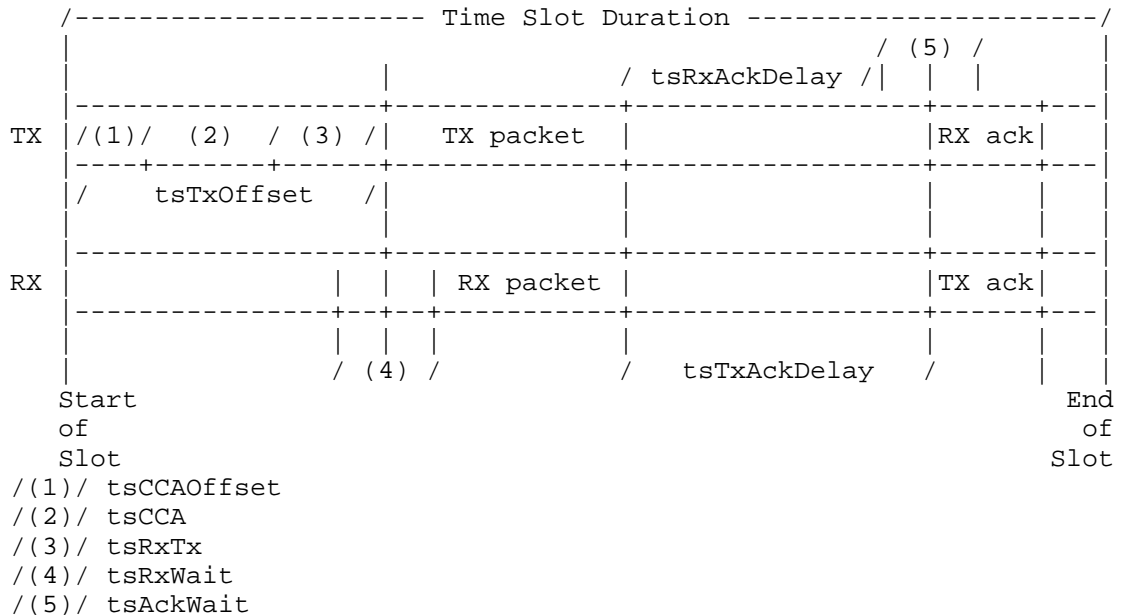 /---------------------- Time Slot Duration ----------------------/
/ (5) /
/ tsRxAckDelay /
TX /(1)/ (2) / (3) / TX packet RX ack
/ tsTxOffset /
RX RX packet TX ack
/ (4) / / tsTxAckDelay /
Start End
of of
Slot Slot
/(1)/ tsCCAOffset
/(2)/ tsCCA
/(3)/ tsRxTx
/(4)/ tsRxWait
/(5)/ tsAckWait